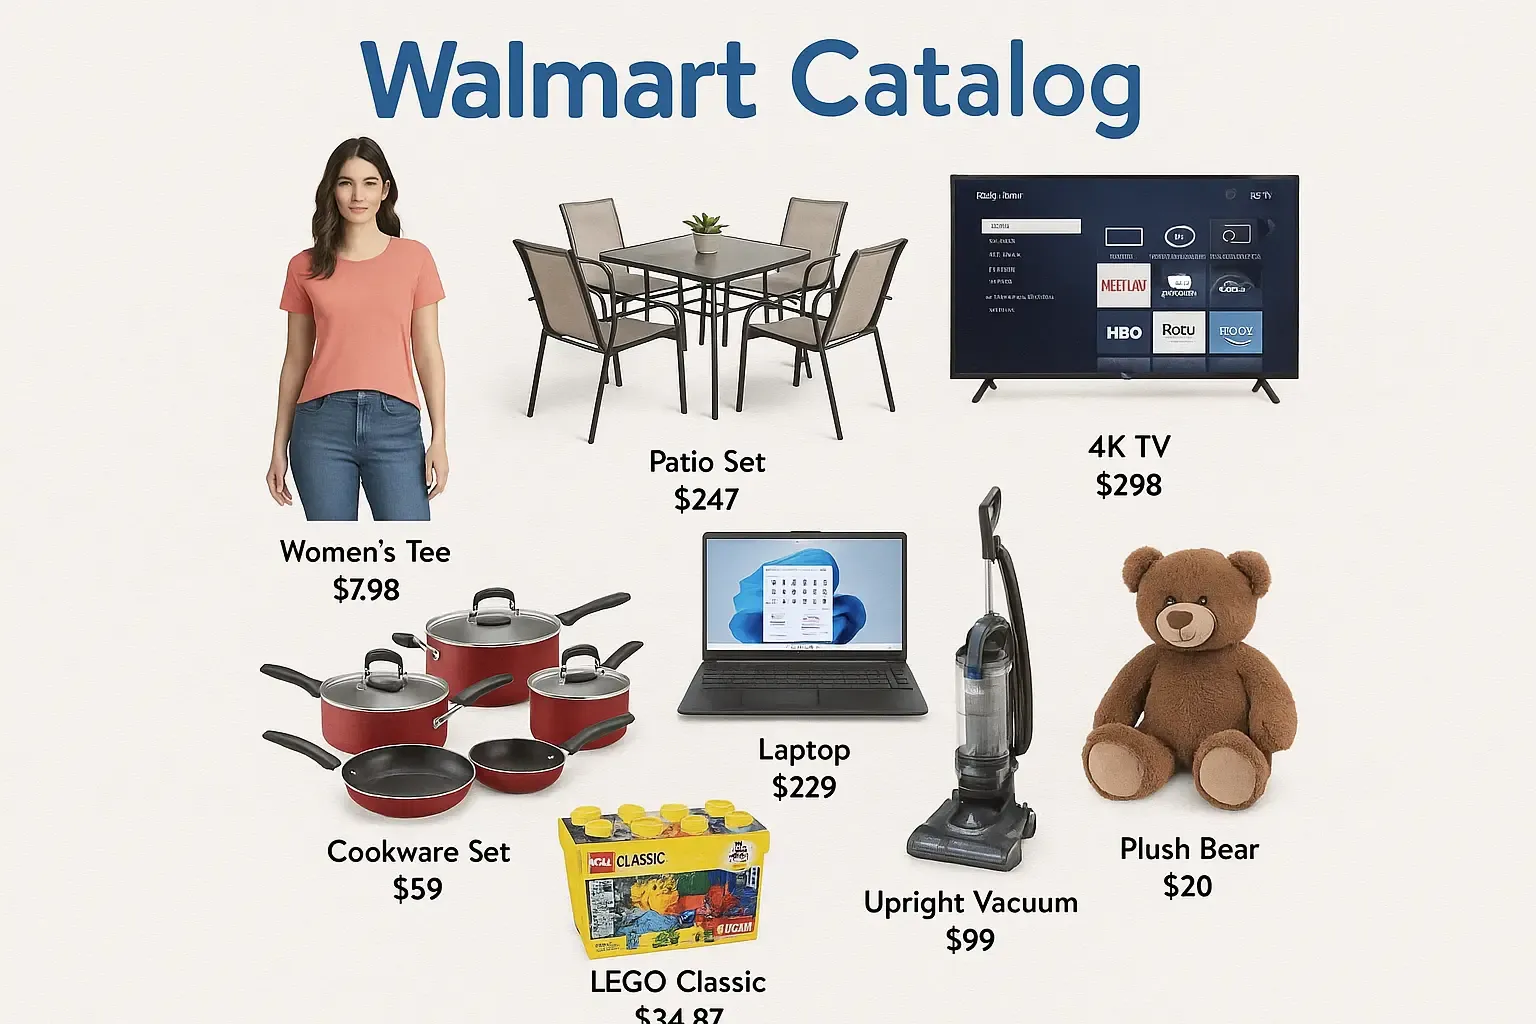 Walmart Catalog
Women's Tee
$7.98
Patio Set
$247
MEETLAV
HBO
Rotu
4K TV
$298
Cookware Set
$59
Laptop
$229
CLASSIC
LEGO Classic
$34.87
Upright Vacuum
$99
Plush Bear
$20